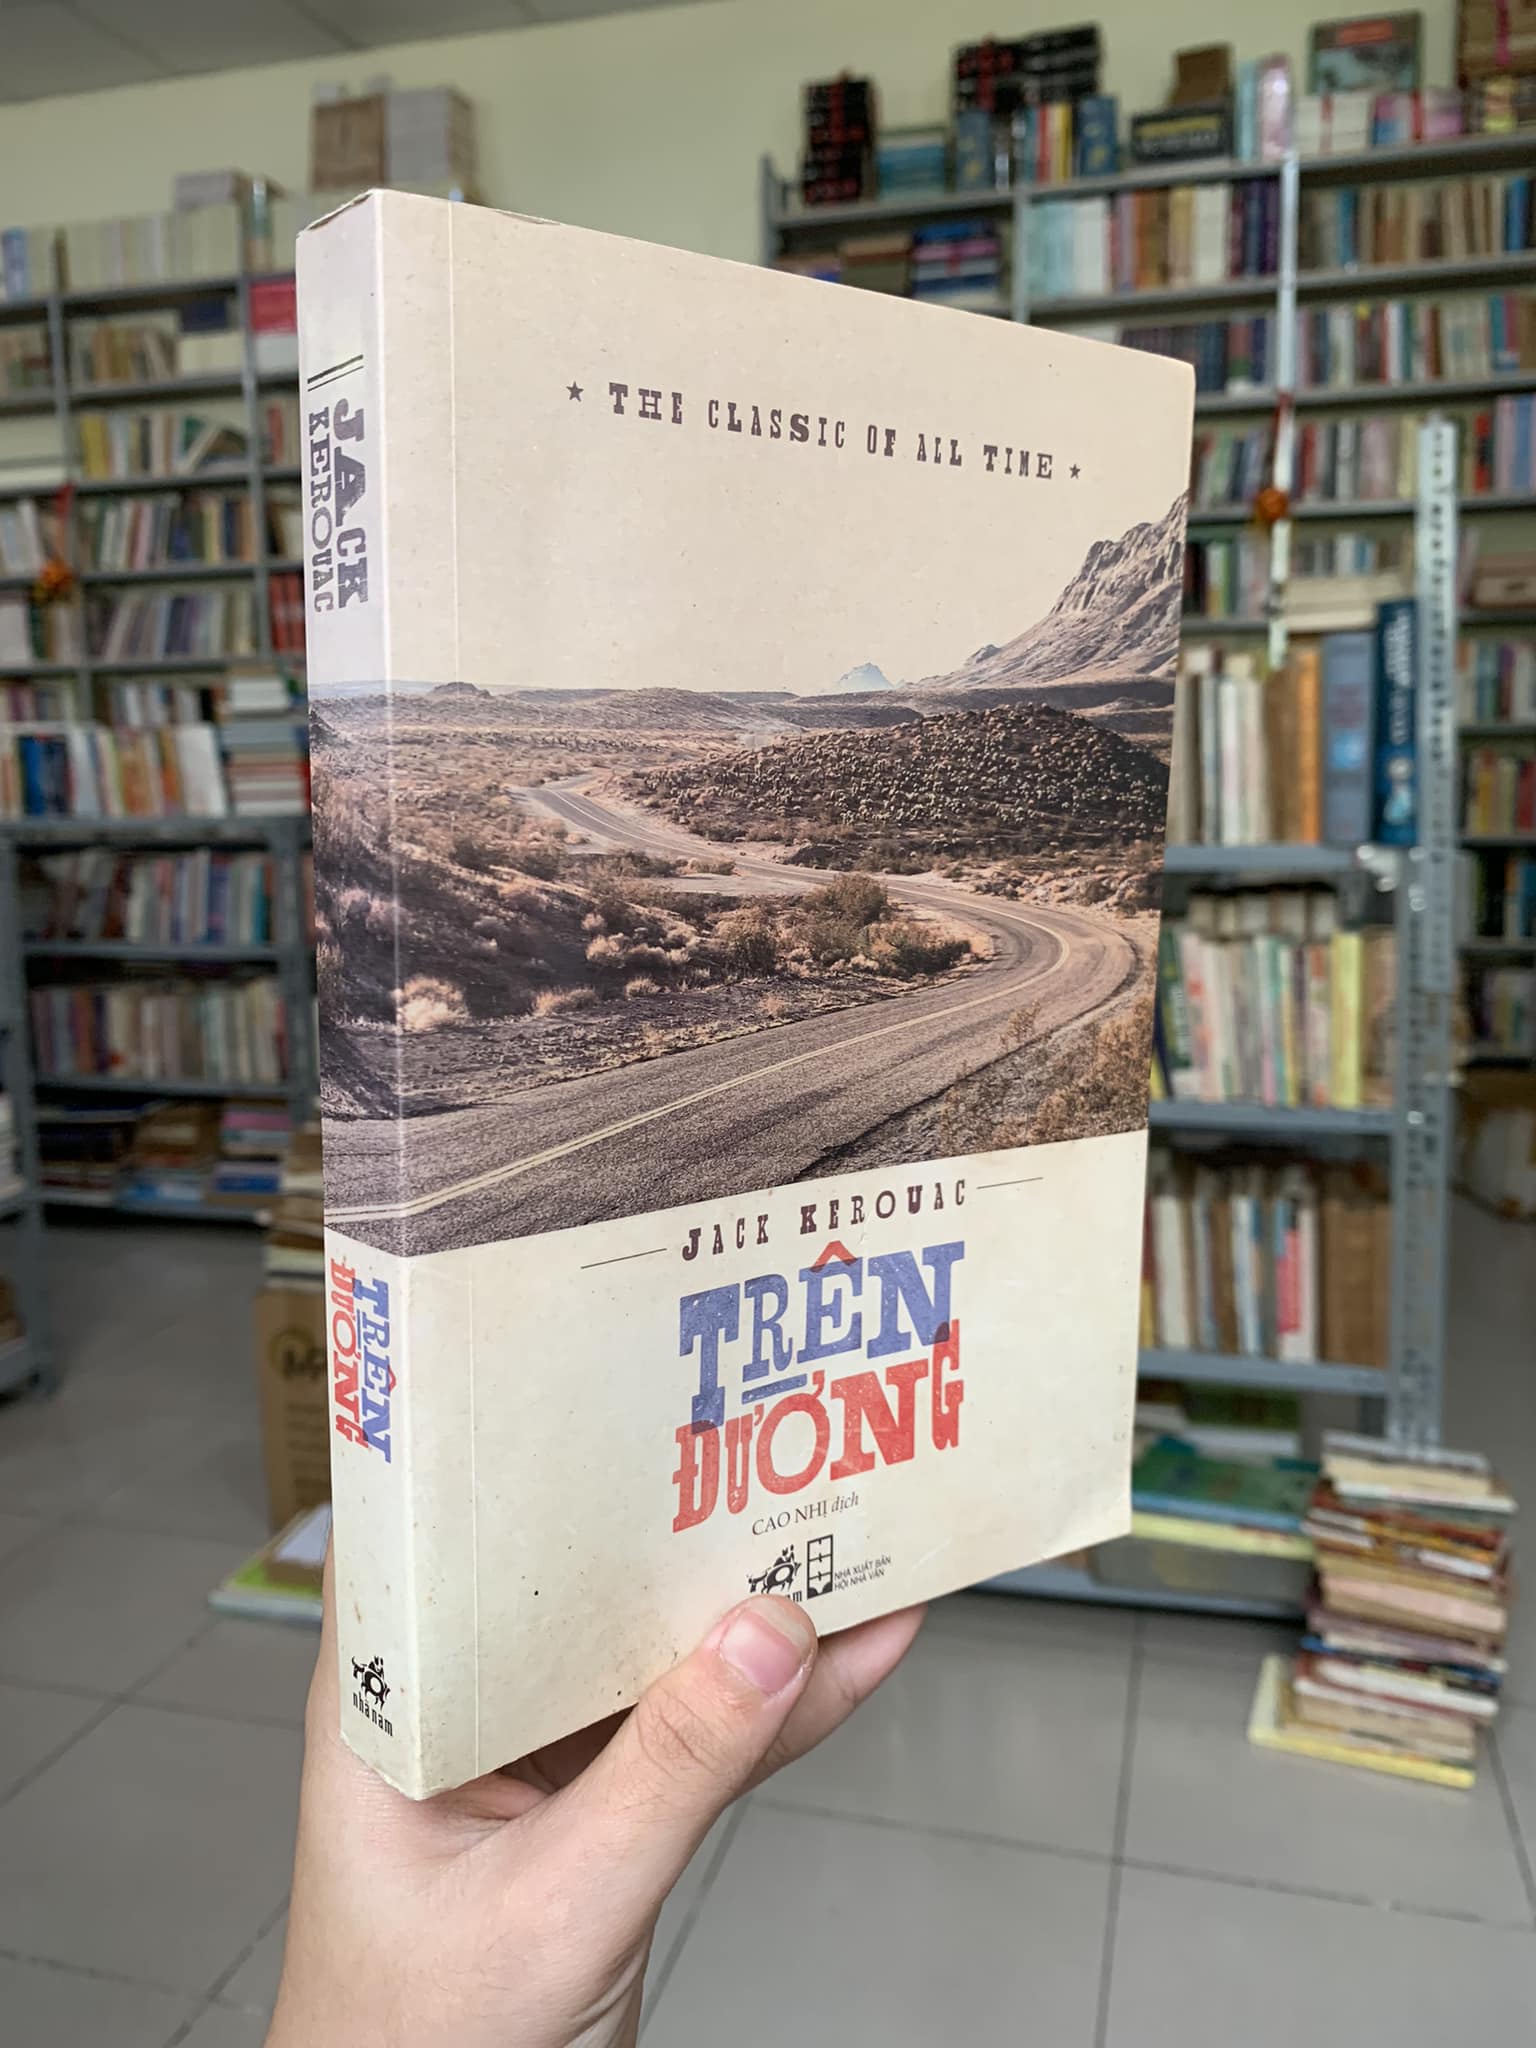 ★ THE CLASSIC OF ALL TIME ★
JACK KEROUAC
TRÊN
ĐƯỜNG
CAO NHỊ dịch
NHÀ XUẤT BẢN
HỘI NHÀ VĂN
JACK
KEROUAC
TRÊN
ĐƯỜNG
nhã nam